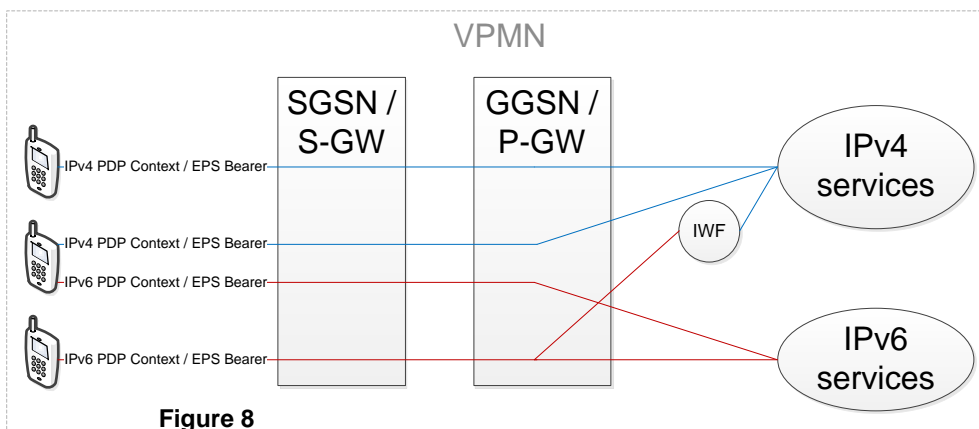 VPMN
SGSN /
S-GW
GGSN /
P-GW
IPv4
services
IPv4 PDP Context / EPS Bearer
IPv4 PDP Context / EPS Bearer
IWF
IPv6 PDP Context / EPS Bearer
IPv6 PDP Context / EPS Bearer
IPv6
services
Figure 8